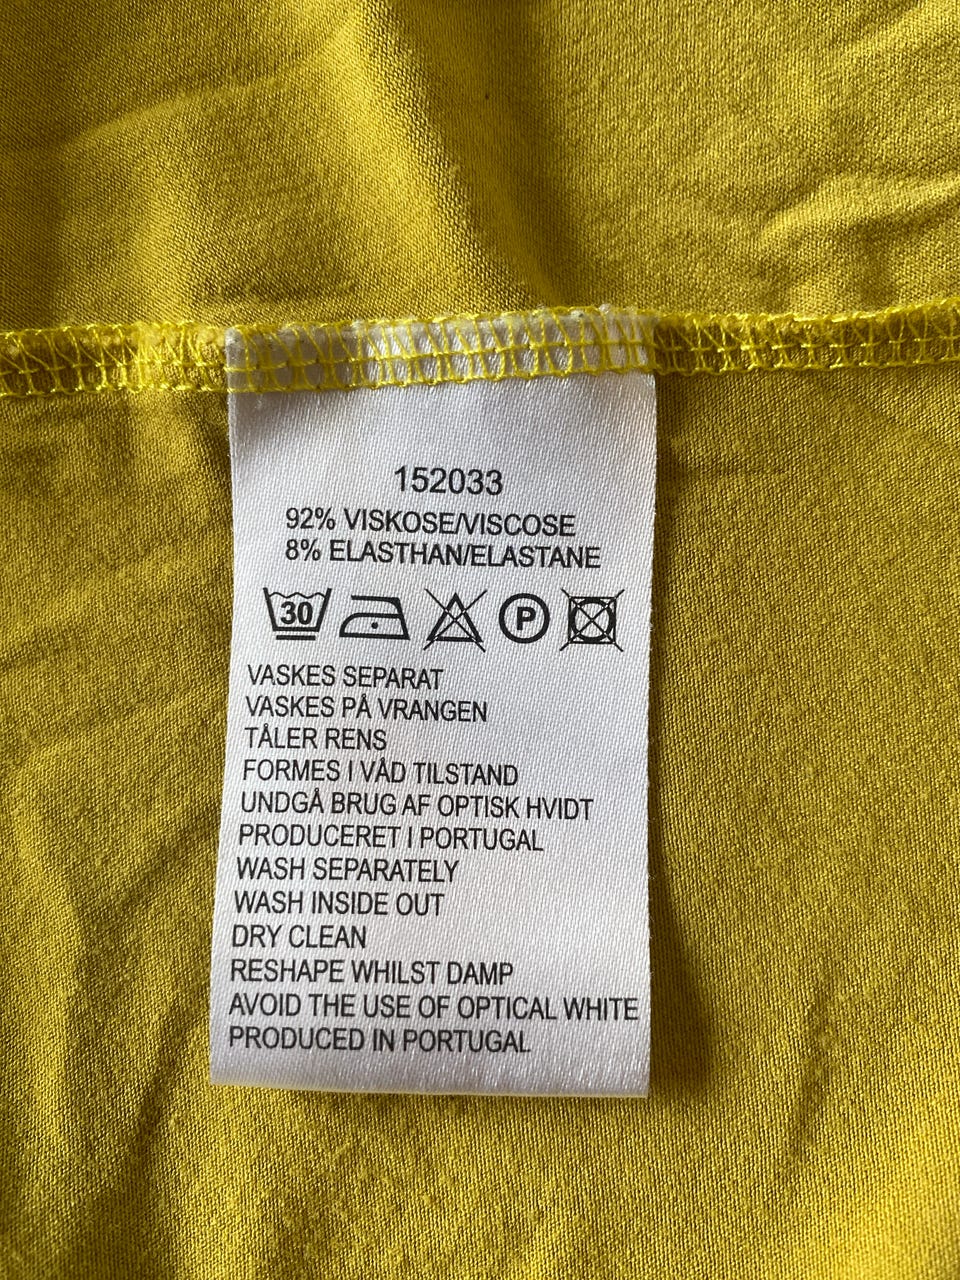 152033
92% VISKOSE/VISCOSE
8% ELASTHAN/ELASTANE
30 P
VASKES SEPARAT
VASKES PÅ VRANGEN
TÅLER RENS
FORMES I VÅD TILSTAND
UNDGÅ BRUG AF OPTISK HVIDT
PRODUCERET I PORTUGAL
WASH SEPARATELY
WASH INSIDE OUT
DRY CLEAN
RESHAPE WHILST DAMP
AVOID THE USE OF OPTICAL WHITE
PRODUCED IN PORTUGAL